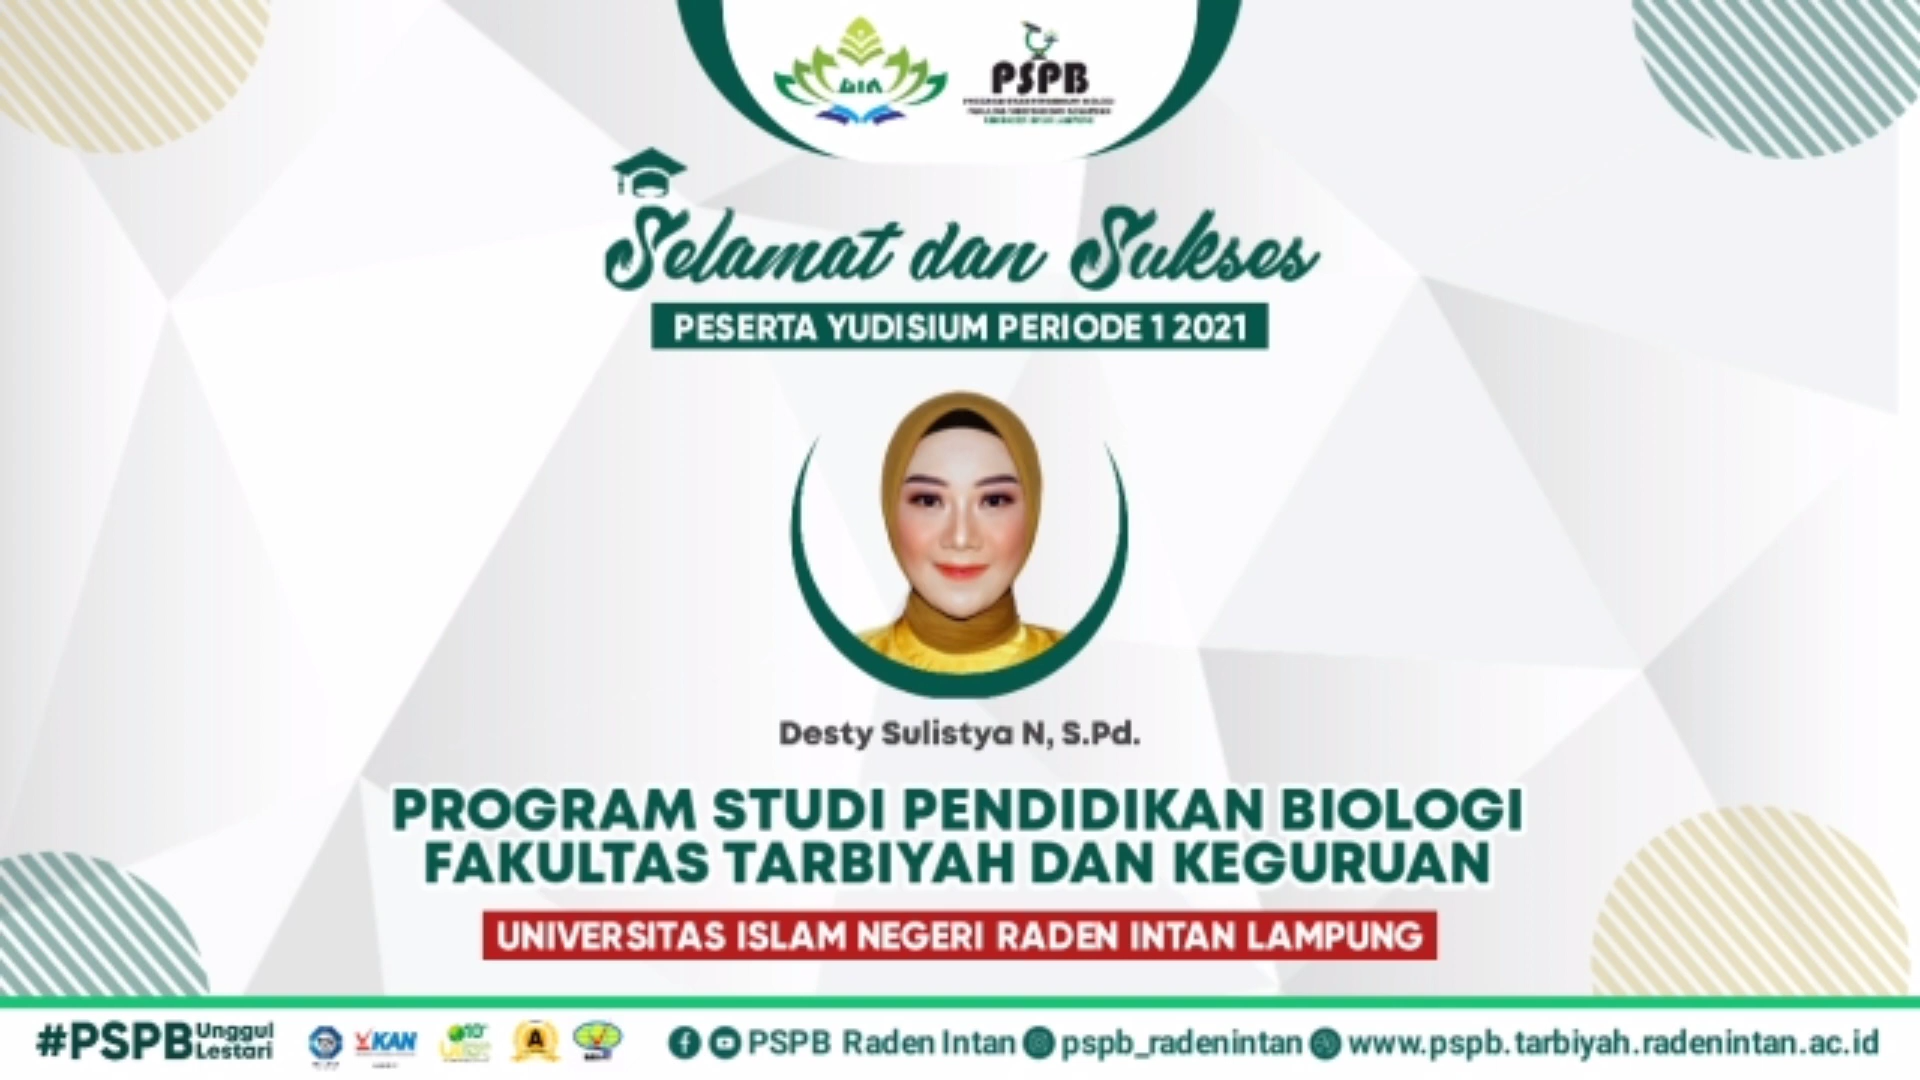 PSPB
Selamat dan Sukses
PESERTA YUDISIUM PERIODE 1 2021
Desty Sulistya N, S.Pd.
PROGRAM STUDI PENDIDIKAN BIOLOGI
FAKULTAS TARBIYAH DAN KEGURUAN
UNIVERSITAS ISLAM NEGERI RADEN INTAN LAMPUNG
#PSPB Unggul
Lestari
KAN
A
PSPB Raden Intan pspb_radenintan www.pspb.tarbiyah.radenintan.ac.id